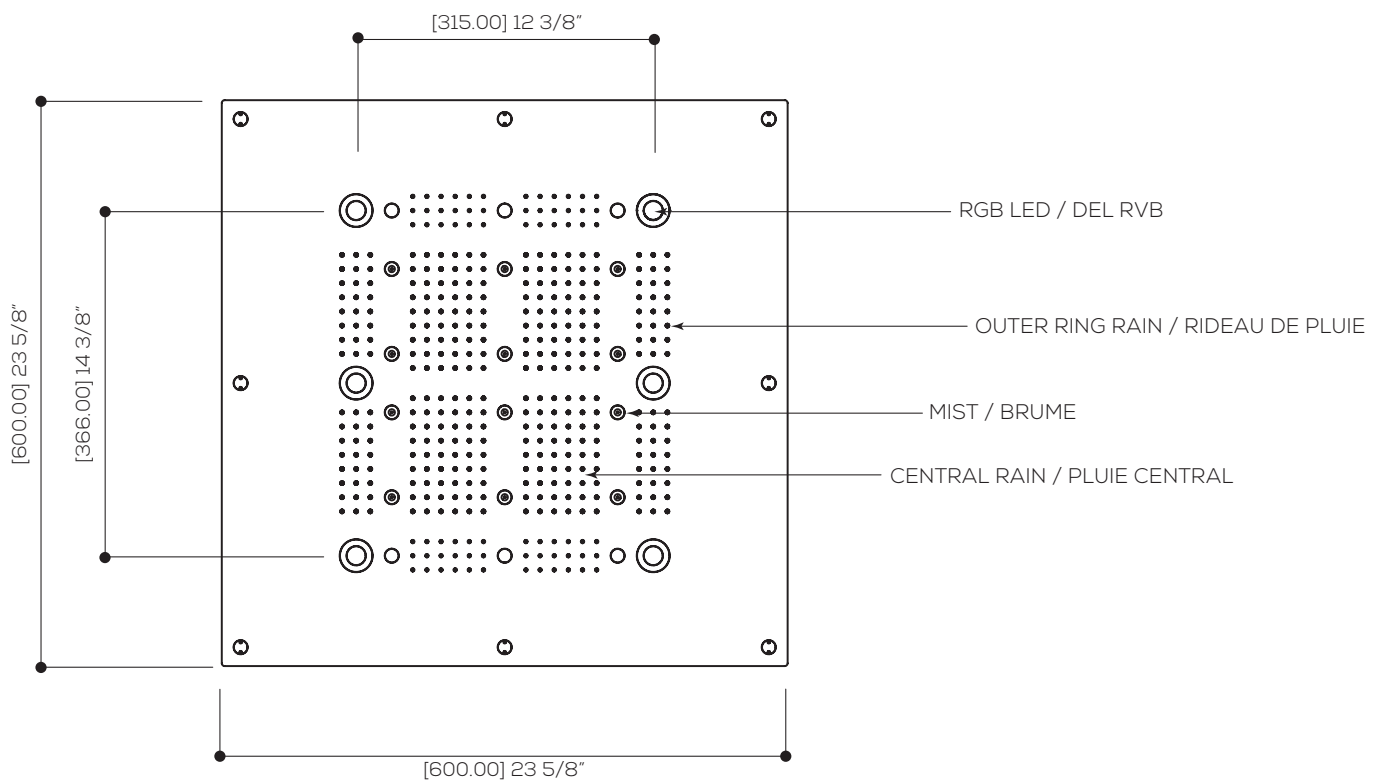 [315.00] 12 3/8"
RGB LED / DEL RVB
OUTER RING RAIN / RIDEAU DE PLUIE
[600.00] 23 5/8"
[366.00] 14 3/8"
MIST / BRUME
CENTRAL RAIN / PLUIE CENTRAL
[600.00] 23 5/8"